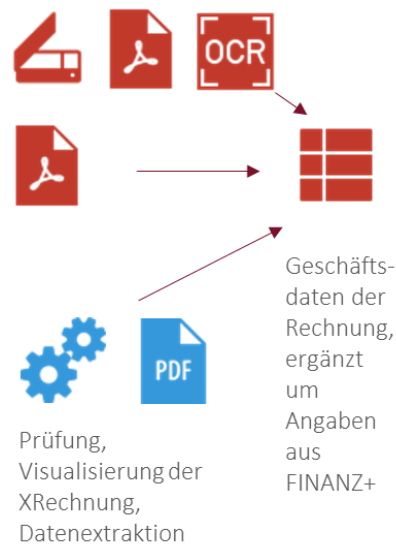 OCR
Geschäfts-
daten der
Rechnung,
ergänzt
um
Angaben
aus
FINANZ+
PDF
Prüfung,
Visualisierung der
XRechnung,
Datenextraktion